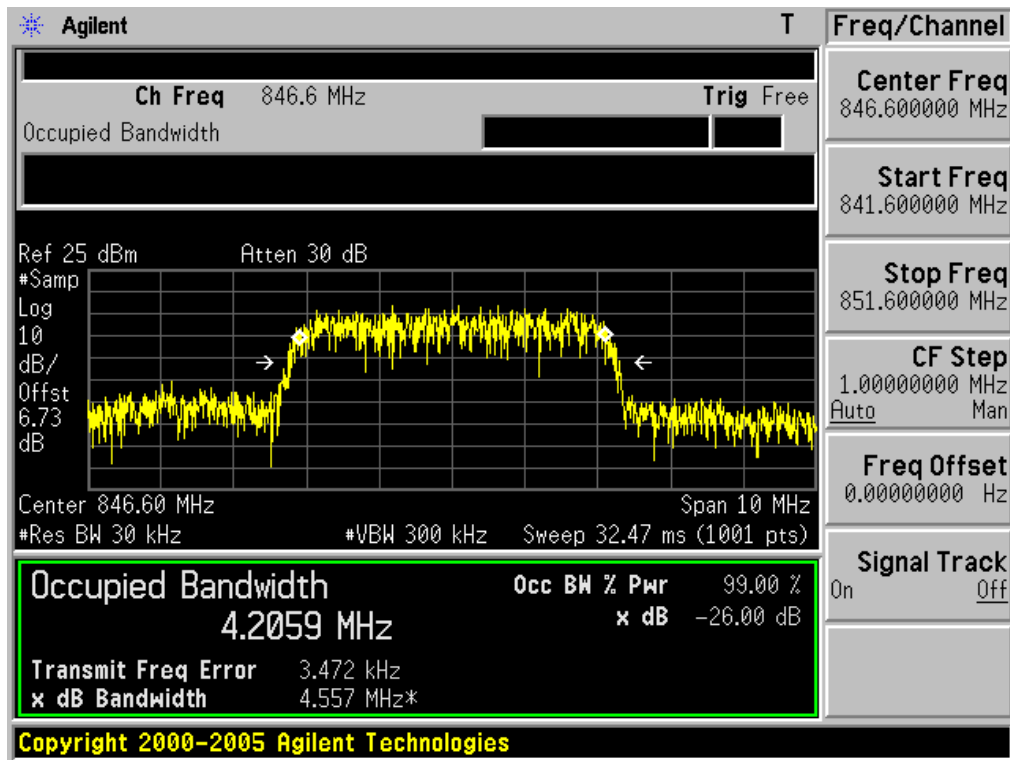 Agilent T
Ch Freq 846.6 MHz Trig Free
Occupied Bandwidth
Ref 25 dBm Atten 30 dB
#Samp
Log
10
dB/
Offst
6.73
dB
Center 846.60 MHz Span 10 MHz
#Res BW 30 kHz #VBW 300 kHz Sweep 32.47 ms (1001 pts)
Occupied Bandwidth Occ BW % Pwr 99.00 %
4.2059 MHz x dB -26.00 dB
Transmit Freq Error 3.472 kHz
x dB Bandwidth 4.557 MHz*
Copyright 2000-2005 Agilent Technologies
Freq/Channel
Center Freq
846.600000 MHz
Start Freq
841.600000 MHz
Stop Freq
851.600000 MHz
CF Step
1.00000000 MHz
Auto Man
Freq Offset
0.00000000 Hz
Signal Track
On Off